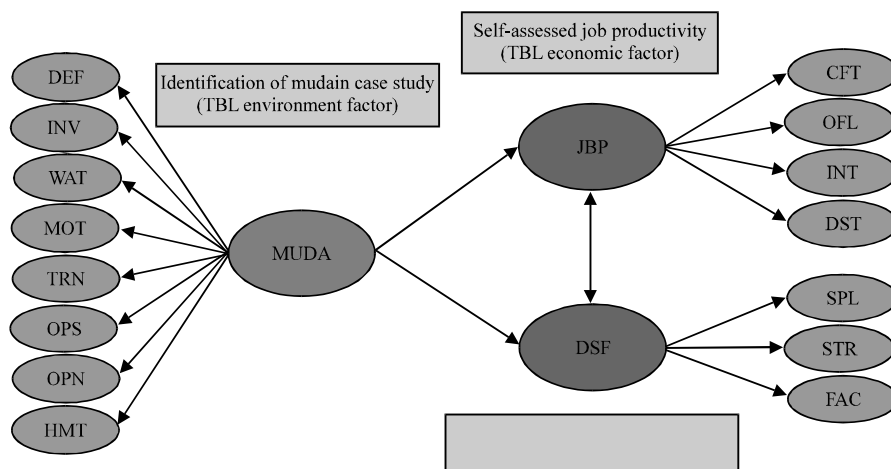 Self-assessed job productivity
(TBL economic factor)
Identification of mudain case study
(TBL environment factor)
DEF
INV
WAT
MOT
TRN
OPS
OPN
HMT
MUDA
JBP
DSF
CFT
OFL
INT
DST
SPL
STR
FAC